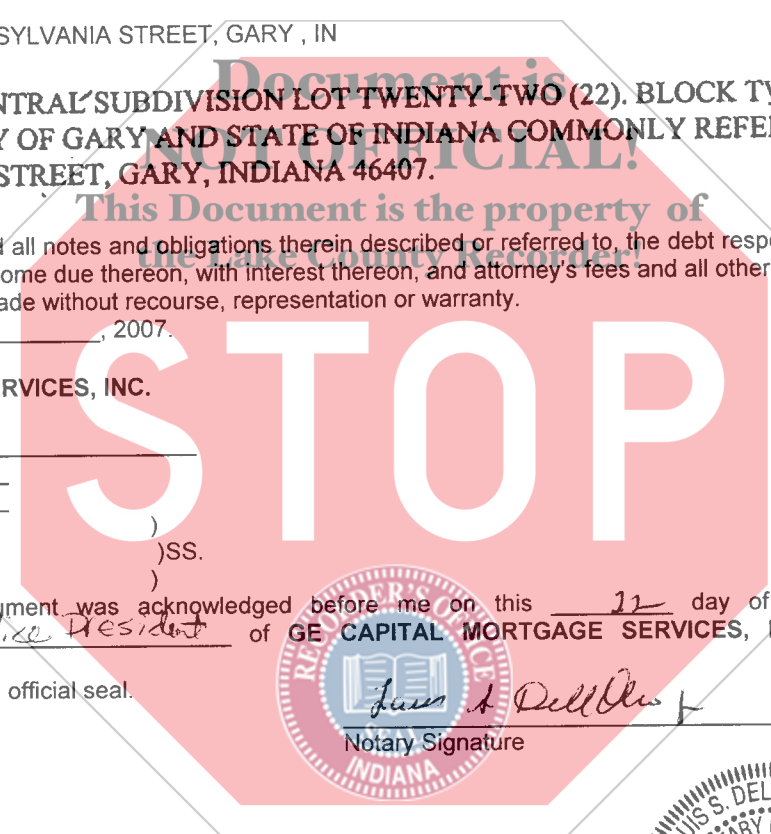 SYLVANIA STREET, GARY , IN
Document is
NTRAL SUBDIVISION LOT TWENTY-TWO (22). BLOCK
Y OF GARY AND STATE OF INDIANA COMMONLY REFE
NOT OFFICIAL!
STREET, GARY, INDIANA 46407.
This Document is the property of
all notes and obligations therein described or referred to, the debt resp
the Lake County Recorder!
ome due thereon, with interest thereon, and attorney's fees and all other
ade without recourse, representation or warranty.
, 2007.
STOP
RVICES, INC.
)
)SS.
)
ument was acknowledged before me on this day of
ice President of GE CAPITAL MORTGAGE SERVICES,
official seal.
RECORDER'S OFFICE
SEAL
INDIANA
Notary Signature
IS S. DEL